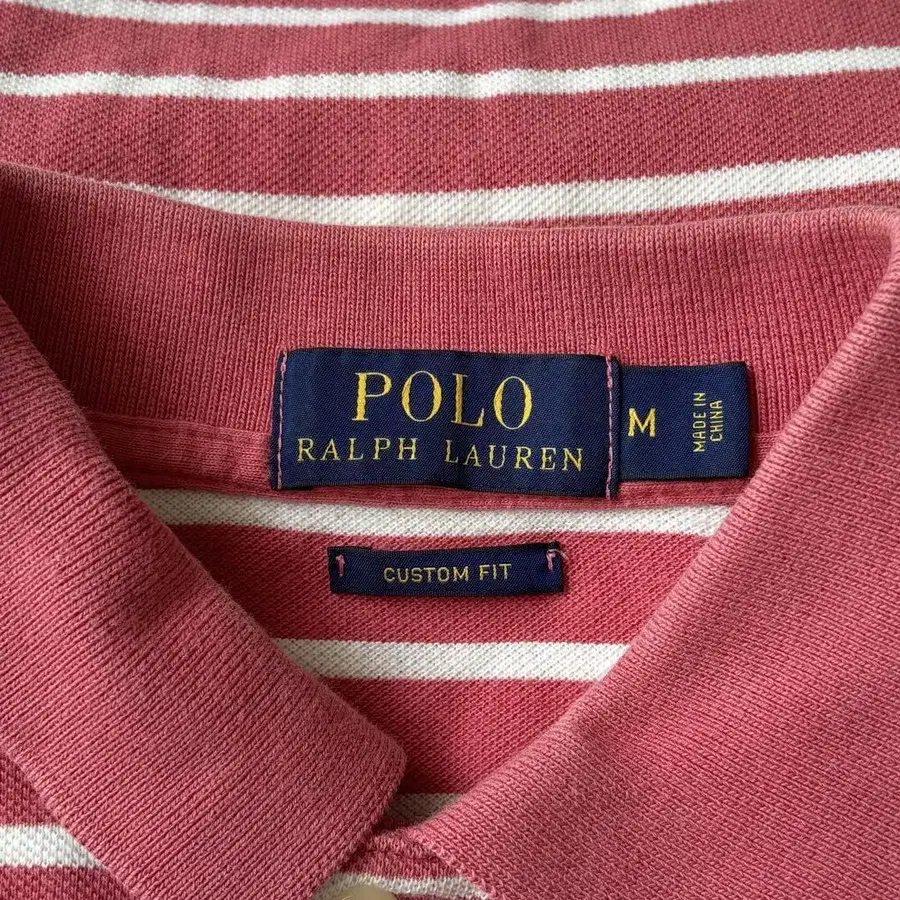 POLO
RALPH LAUREN
M
MADE IN
CHINA
CUSTOM FIT